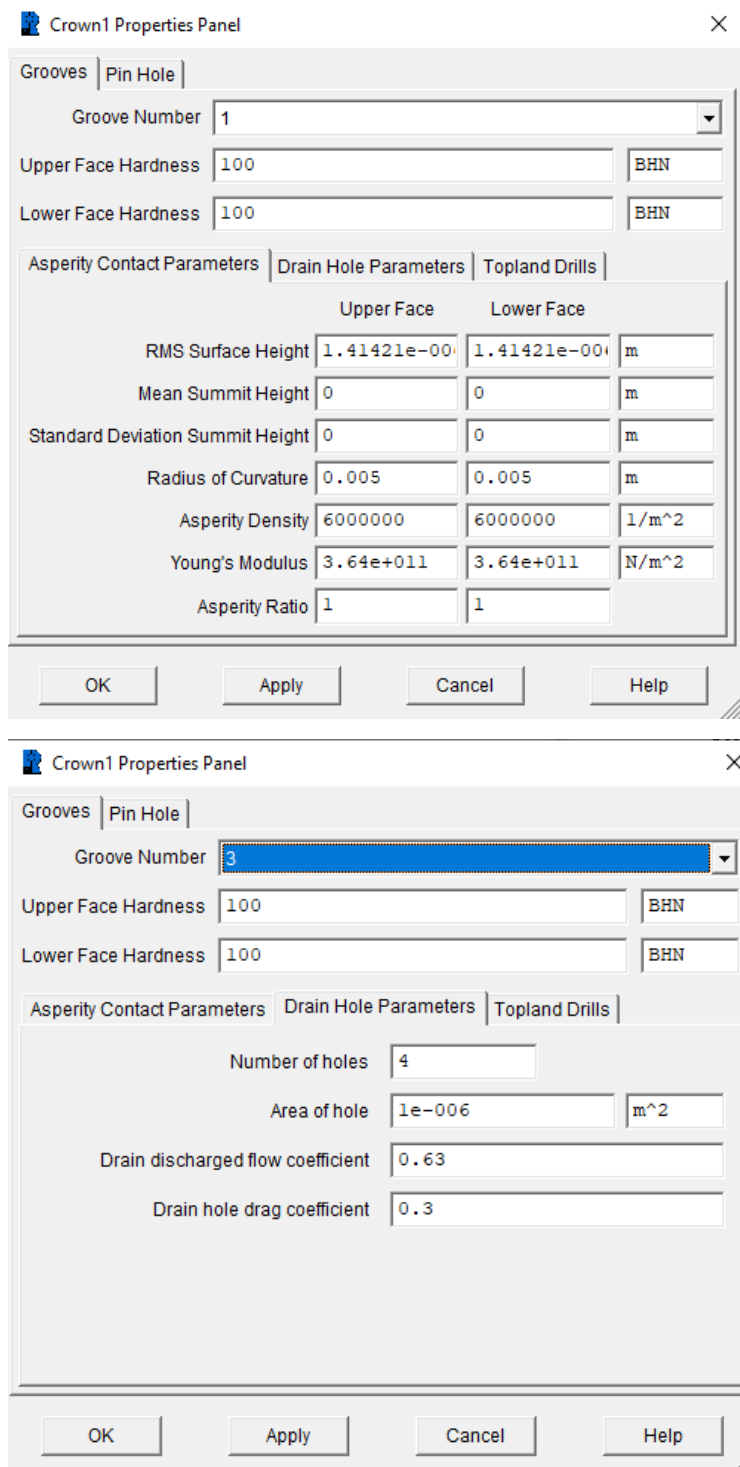 Crown1 Properties Panel
Grooves Pin Hole
Groove Number 1
Upper Face Hardness 100 BHN
Lower Face Hardness 100 BHN
Asperity Contact Parameters Drain Hole Parameters Topland Drills
Upper Face Lower Face
RMS Surface Height 1.41421e-00 1.41421e-00 m
Mean Summit Height 0 0 m
Standard Deviation Summit Height 0 0 m
Radius of Curvature 0.005 0.005 m
Asperity Density 6000000 6000000 1/m^2
Young's Modulus 3.64e+011 3.64e+011 N/m^2
Asperity Ratio 1 1
OK Apply Cancel Help
Crown1 Properties Panel
Grooves Pin Hole
Groove Number 3
Upper Face Hardness 100 BHN
Lower Face Hardness 100 BHN
Asperity Contact Parameters Drain Hole Parameters Topland Drills
Number of holes 4
Area of hole 1e-006 m^2
Drain discharged flow coefficient 0.63
Drain hole drag coefficient 0.3
OK Apply Cancel Help